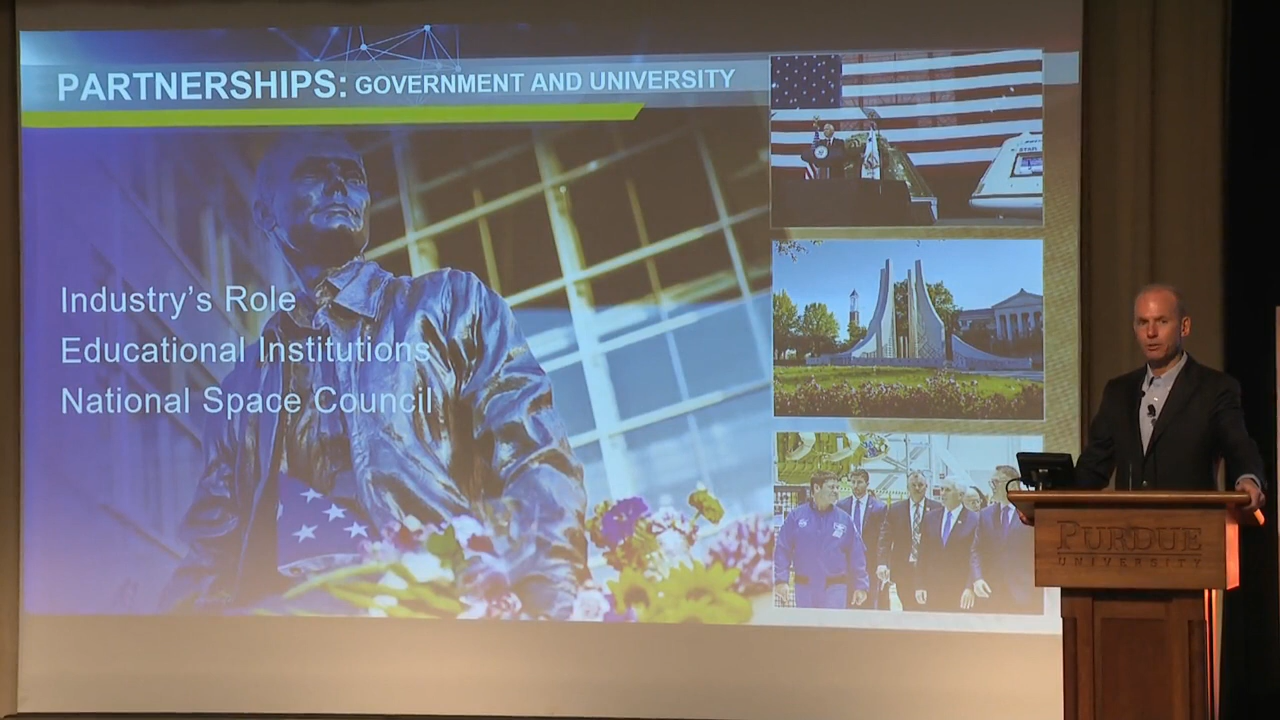 PARTNERSHIPS: GOVERNMENT AND UNIVERSITY
Industry's Role
Educational Institutions
National Space Council
PURDUE
UNIVERSITY